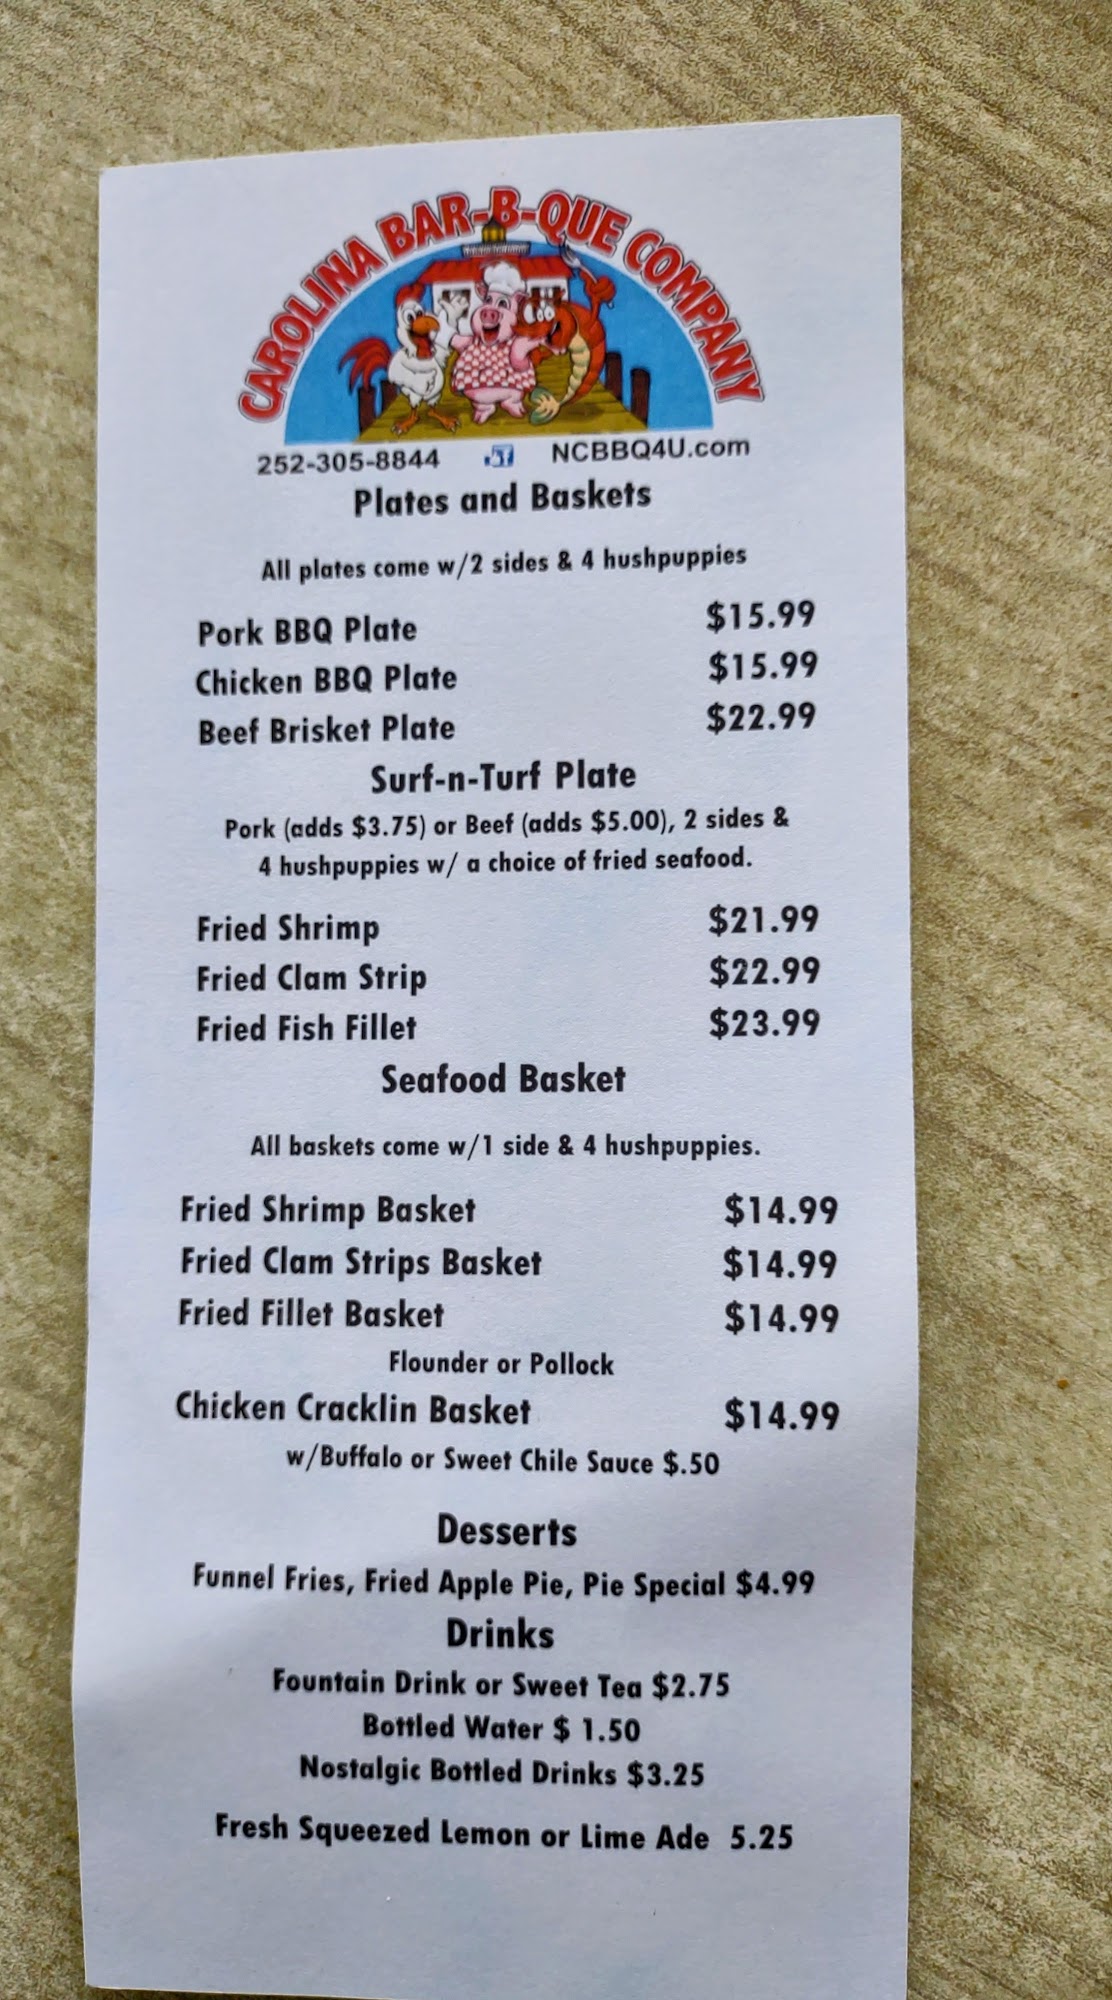 CAROLINA BAR-B-QUE COMPANY
252-305-8844 NCBBQ4U.com
Plates and Baskets
All plates come w/2 sides & 4 hushpuppies
Pork BBQ Plate $15.99
Chicken BBQ Plate $15.99
Beef Brisket Plate $22.99
Surf-n-Turf Plate
Pork (adds $3.75) or Beef (adds $5.00), 2 sides &
4 hushpuppies w/ a choice of fried seafood.
Fried Shrimp $21.99
Fried Clam Strip $22.99
Fried Fish Fillet $23.99
Seafood Basket
All baskets come w/1 side & 4 hushpuppies.
Fried Shrimp Basket $14.99
Fried Clam Strips Basket $14.99
Fried Fillet Basket $14.99
Flounder or Pollock
Chicken Cracklin Basket $14.99
w/Buffalo or Sweet Chile Sauce $.50
Desserts
Funnel Fries, Fried Apple Pie, Pie Special $4.99
Drinks
Fountain Drink or Sweet Tea $2.75
Bottled Water $ 1.50
Nostalgic Bottled Drinks $3.25
Fresh Squeezed Lemon or Lime Ade 5.25